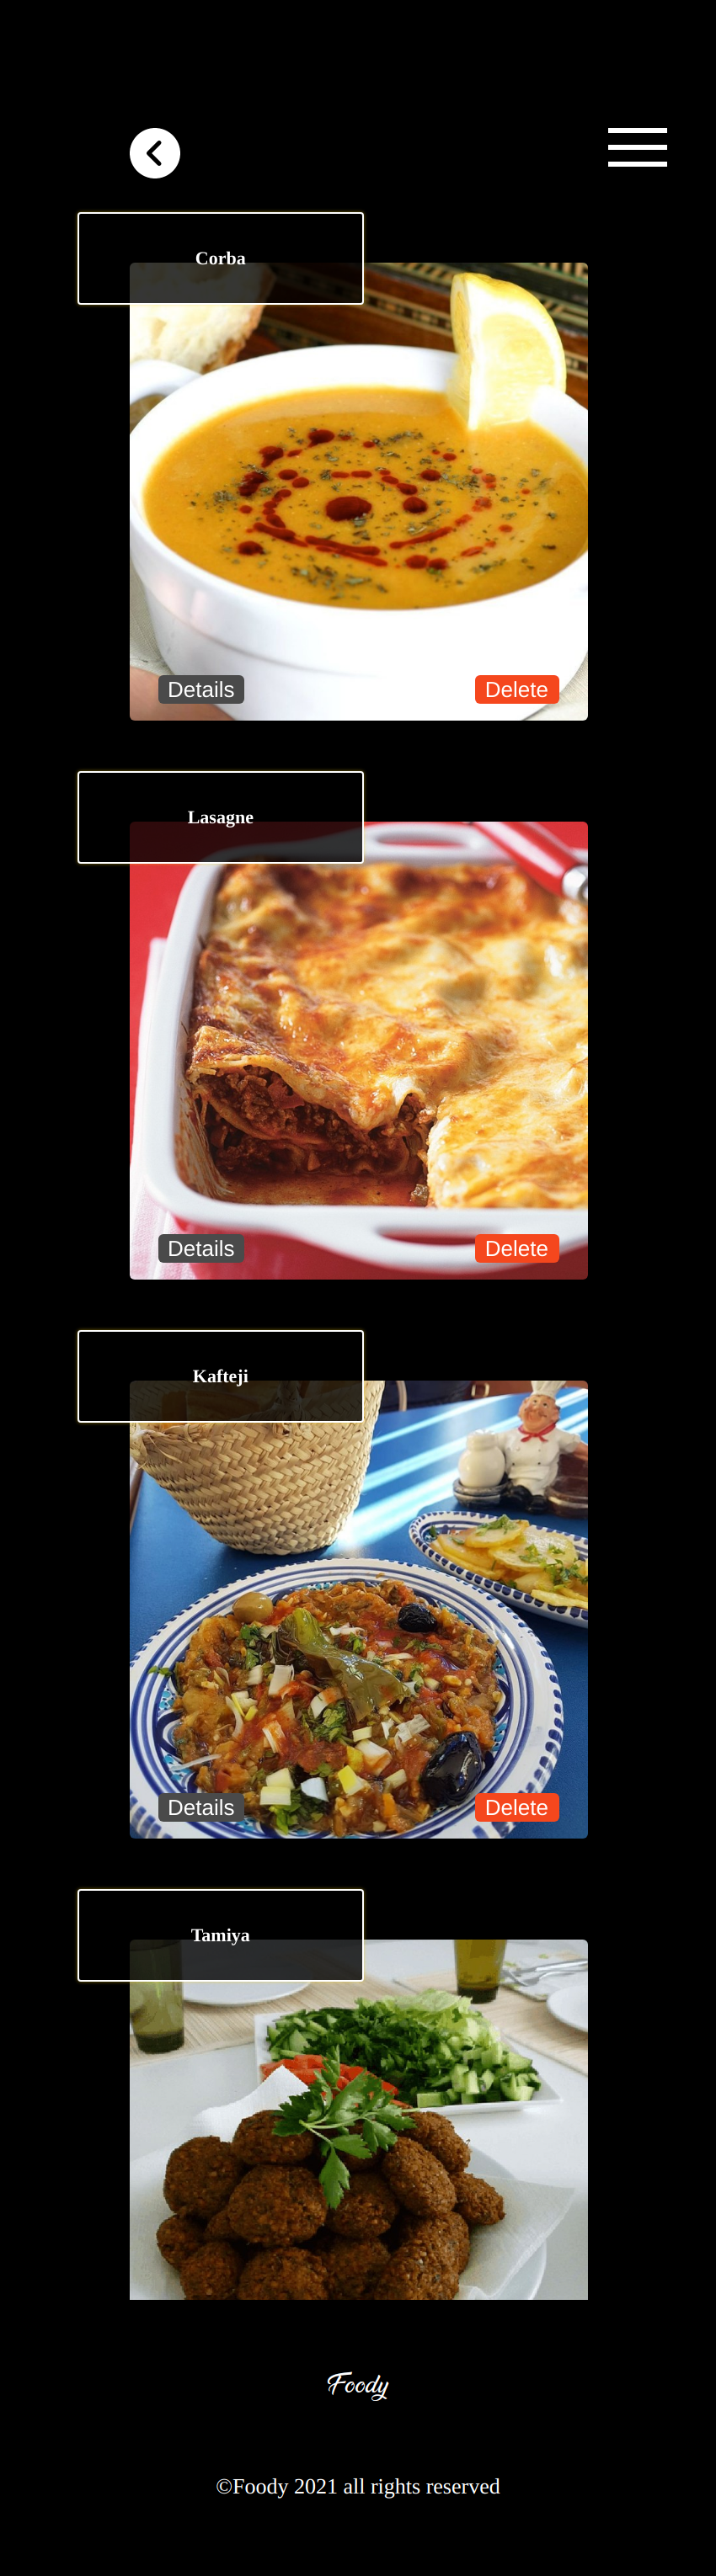 Corba
Details
Delete
Lasagne
Details
Delete
Kafteji
Details
Delete
Tamiya
Foody
©Foody 2021 all rights reserved